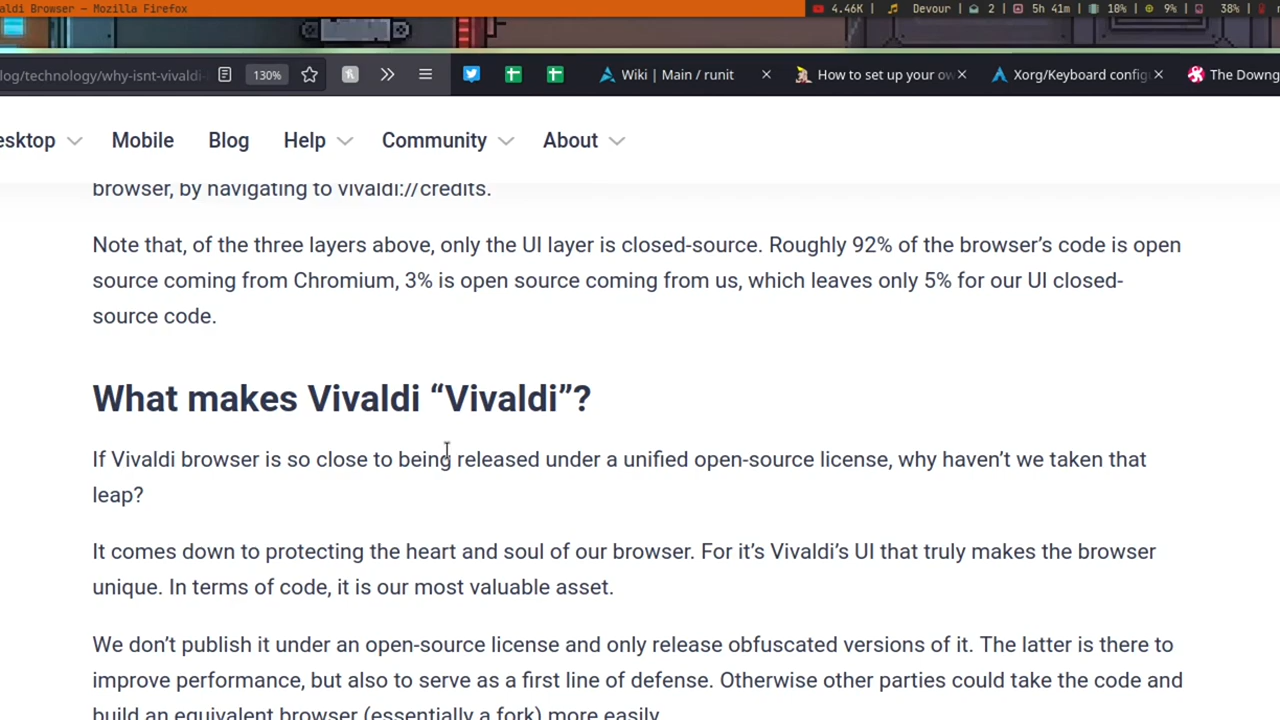 aldi Browser — Mozilla Firefox
4.46K | Devour | 2 | 5h 41m | 10% | 9% | 38% |
log/technology/why-isnt-vivaldi- 130% Wiki | Main / runit How to set up your ow Xorg/Keyboard config The Downg
esktop Mobile Blog Help Community About
browser, by navigating to vivaldi://credits.
Note that, of the three layers above, only the UI layer is closed-source. Roughly 92% of the browser’s code is open
source coming from Chromium, 3% is open source coming from us, which leaves only 5% for our UI closed-
source code.
What makes Vivaldi “Vivaldi”?
If Vivaldi browser is so close to being released under a unified open-source license, why haven’t we taken that
leap?
It comes down to protecting the heart and soul of our browser. For it’s Vivaldi’s UI that truly makes the browser
unique. In terms of code, it is our most valuable asset.
We don’t publish it under an open-source license and only release obfuscated versions of it. The latter is there to
improve performance, but also to serve as a first line of defense. Otherwise other parties could take the code and
build an equivalent browser (essentially a fork) more easily.